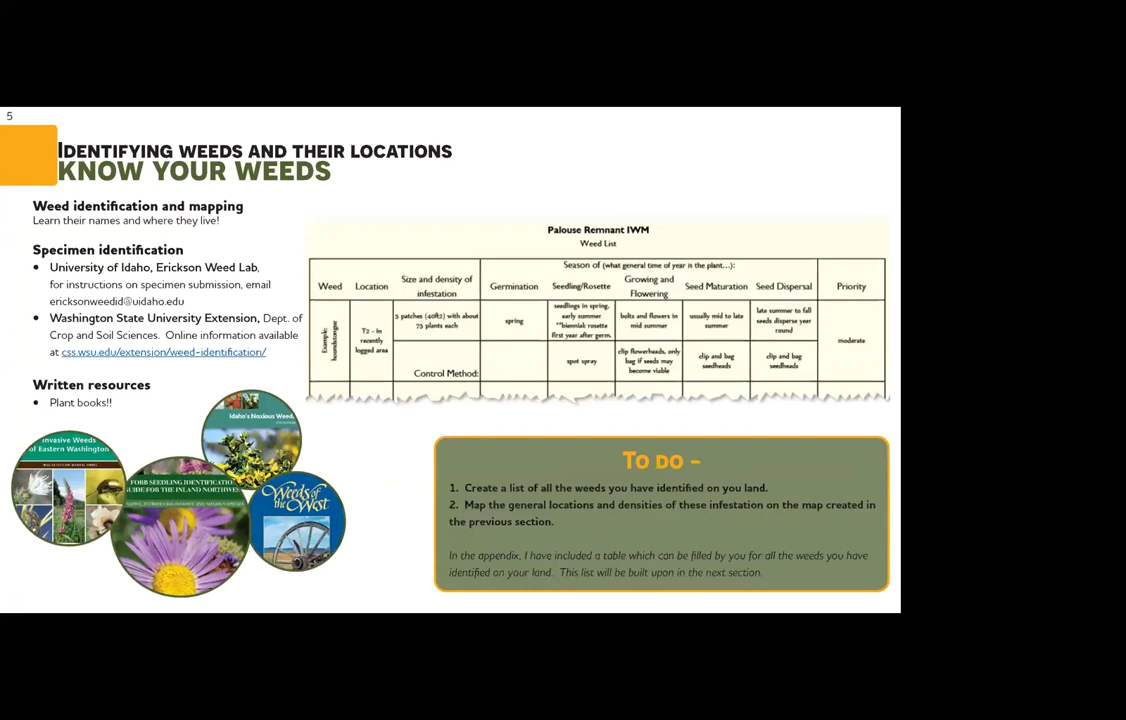 5
IDENTIFYING WEEDS AND THEIR LOCATIONS
KNOW YOUR WEEDS
Weed identification and mapping
Learn their names and where they live!
Specimen identification
• University of Idaho, Erickson Weed Lab,
for instructions on specimen submission, email
ericksonweedid@uidaho.edu
• Washington State University Extension, Dept. of
Crop and Soil Sciences. Online information available
at css.wsu.edu/extension/weed-identification/
Written resources
• Plant books!!
Invasive Weeds
of Eastern Washington
Idaho's Noxious Weeds
FORB SEEDLING IDENTIFICATION
GUIDE FOR THE INLAND NORTHWEST
Weeds of
the West
Palouse Remnant IWM
Weed List
Season of (what general time of year is the plant...):
Weed Location Size and density of infestation Germination Seedling/Rosette Growing and Flowering Seed Maturation Seed Dispersal Priority
Example: houndstongue
T2 - in recently logged area
5 patches (40ft2) with about 75 plants each
spring
seedlings in spring, early summer **biennial: rosette first year after germ.
bolts and flowers in mid summer
usually mid to late summer
late summer to fall seeds disperse year round
moderate
Control Method:
spot spray
clip flowerheads, only bag if seeds may become viable
clip and bag seedheads
clip and bag seedheads
TO DO -
1. Create a list of all the weeds you have identified on you land.
2. Map the general locations and densities of these infestation on the map created in
the previous section.
In the appendix, I have included a table which can be filled by you for all the weeds you have
identified on your land. This list will be built upon in the next section.